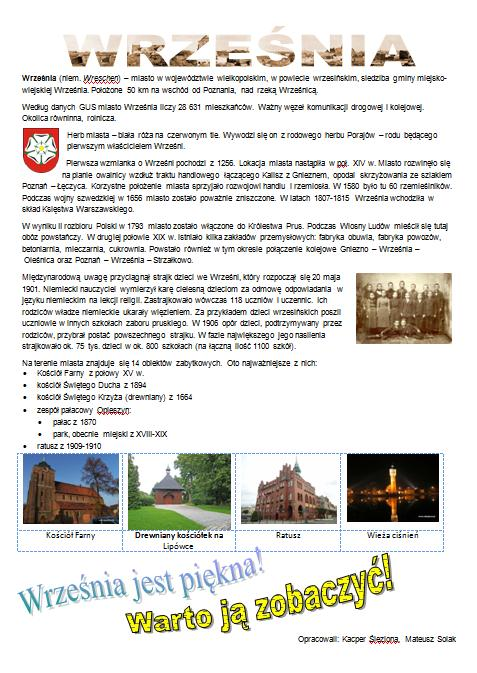 WRZEŚNIA
Września (niem. Wreschen) – miasto w województwie wielkopolskim, w powiecie wrzesińskim, siedziba gminy miejsko-
wiejskiej Września. Położone 50 km na wschód od Poznania, nad rzeką Wrześnicą.
Według danych GUS miasto Września liczy 28 631 mieszkańców. Ważny węzeł komunikacji drogowej i kolejowej.
Okolica równinna, rolnicza.
Herb miasta – biała róża na czerwonym tle. Wywodzi się on z rodowego herbu Porajów – rodu będącego
pierwszym właścicielem Wrześni.
Pierwsza wzmianka o Wrześni pochodzi z 1256. Lokacja miasta nastąpiła w poł. XIV w. Miasto rozwinęło się
na planie owalnicy wzdłuż traktu handlowego łączącego Kalisz z Gnieznem, opodal skrzyżowania ze szlakiem
Poznań – Łęczyca. Korzystne położenie miasta sprzyjało rozwojowi handlu i rzemiosła. W 1580 było tu 60 rzemieślników.
Podczas wojny szwedzkiej w 1656 miasto zostało poważnie zniszczone. W latach 1807-1815 Września wchodziła w
skład Księstwa Warszawskiego.
W wyniku II rozbioru Polski w 1793 miasto zostało włączone do Królestwa Prus. Podczas Wiosny Ludów mieścił się tutaj
obóz powstańczy. W drugiej połowie XIX w. istniało kilka zakładów przemysłowych: fabryka obuwia, fabryka powozów,
betoniarnia, mleczarnia, cukrownia. Powstało również w tym okresie połączenie kolejowe Gniezno – Września –
Oleśnica oraz Poznań – Września – Strzałkowo.
Międzynarodową uwagę przyciągnął strajk dzieci we Wrześni, który rozpoczął się 20 maja
1901. Niemiecki nauczyciel wymierzył karę cielesną dzieciom za odmowę odpowiadania w
języku niemieckim na lekcji religii. Zastrajkowało wówczas 118 uczniów i uczennic. Ich
rodziców władze niemieckie ukarały więzieniem. Za przykładem dzieci wrzesińskich poszli
uczniowie w innych szkołach zaboru pruskiego. W 1906 opór dzieci, podtrzymywany przez
rodziców, przybrał postać powszechnego strajku. W fazie największego jego nasilenia
strajkowało ok. 75 tys. dzieci w ok. 800 szkołach (na łączną ilość 1100 szkół).
Na terenie miasta znajduje się 14 obiektów zabytkowych. Oto najważniejsze z nich:
• Kościół Farny z połowy XV w.
• kościół Świętego Ducha z 1894
• kościół Świętego Krzyża (drewniany) z 1664
• zespół pałacowy Opieszyn:
• pałac z 1870
• park, obecnie miejski z XVIII-XIX
• ratusz z 1909-1910
Kościół Farny
Drewniany kościółek na
Lipówce
Ratusz
Wieża ciśnień
Września jest piękna!
Warto ją zobaczyć!
Opracowali: Kacper Ślęzione, Mateusz Solak